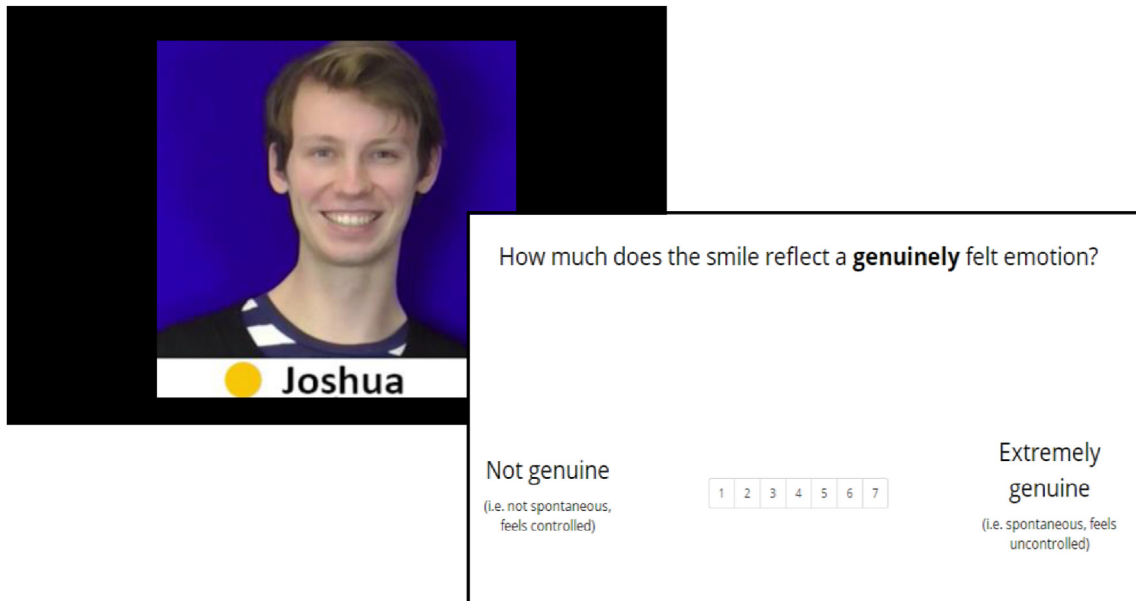 Joshua
How much does the smile reflect a genuinely felt emotion?
Not genuine
(i.e. not spontaneous,
feels controlled)
1 2 3 4 5 6 7
Extremely
genuine
(i.e. spontaneous, feels
uncontrolled)